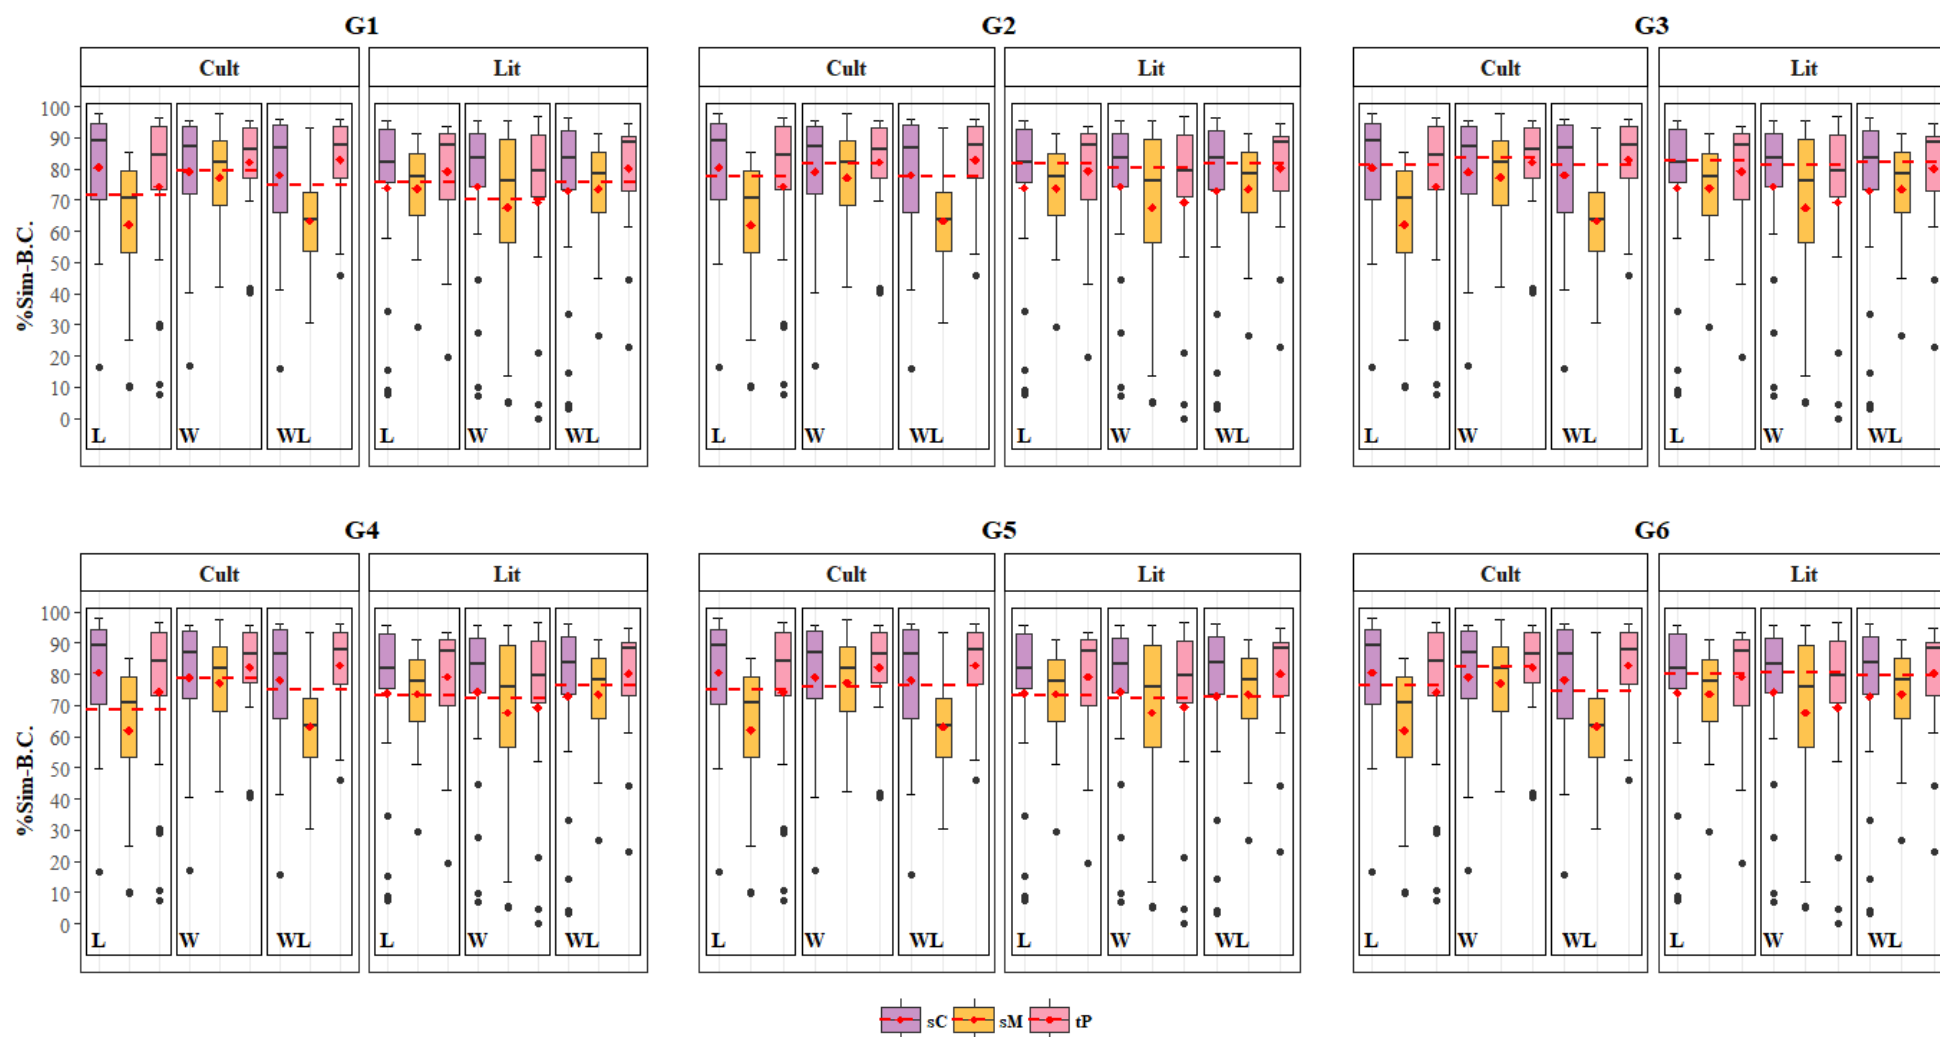 G1 G2 G3
Cult Lit Cult Lit Cult Lit
100
90
80
70
60
50
40
30
20
10
0
%Sim-B.C.
L W WL L W WL L W WL L W WL L W WL L W WL
G4 G5 G6
Cult Lit Cult Lit Cult Lit
100
90
80
70
60
50
40
30
20
10
0
%Sim-B.C.
L W WL L W WL L W WL L W WL L W WL L W WL
sC sM tP